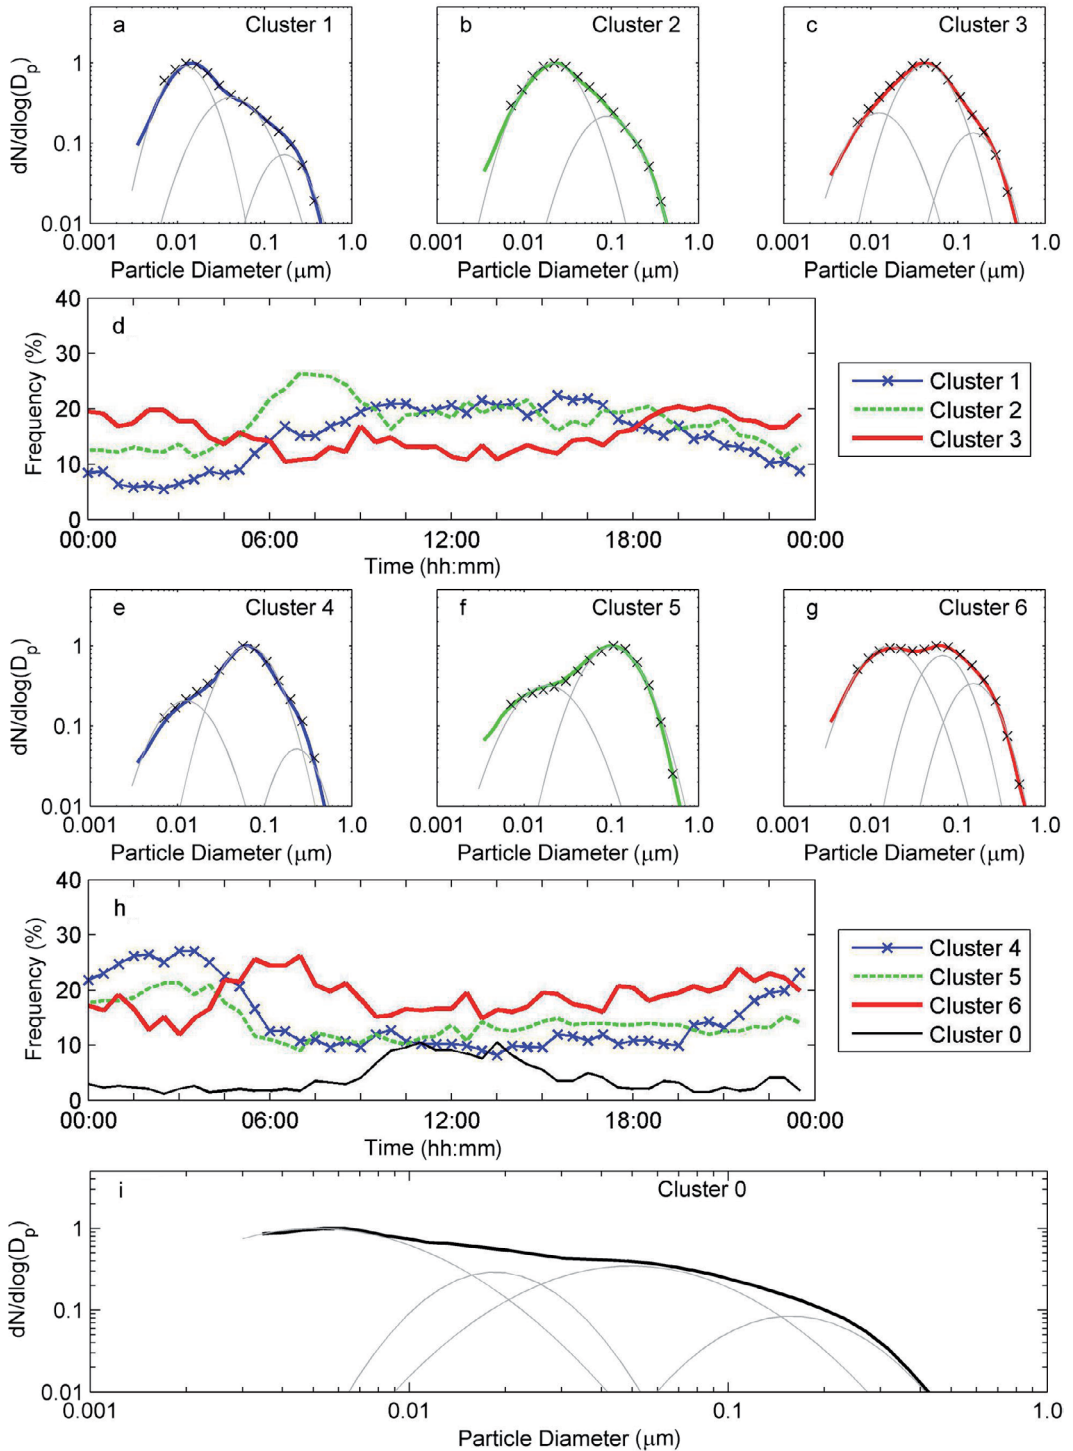 a Cluster 1
b Cluster 2
c Cluster 3
dN/dlog(Dp)
1
0.1
0.01
0.001 0.01 0.1 1.0
0.001 0.01 0.1 1.0
0.001 0.01 0.1 1.0
Particle Diameter (μm)
Particle Diameter (μm)
Particle Diameter (μm)
d
Frequency (%)
40
30
20
10
0
00:00 06:00 12:00 18:00 00:00
Time (hh:mm)
Cluster 1
Cluster 2
Cluster 3
e Cluster 4
f Cluster 5
g Cluster 6
dN/dlog(Dp)
1
0.1
0.01
0.001 0.01 0.1 1.0
0.001 0.01 0.1 1.0
0.001 0.01 0.1 1.0
Particle Diameter (μm)
Particle Diameter (μm)
Particle Diameter (μm)
h
Frequency (%)
40
30
20
10
0
00:00 06:00 12:00 18:00 00:00
Time (hh:mm)
Cluster 4
Cluster 5
Cluster 6
Cluster 0
i Cluster 0
dN/dlog(Dp)
1
0.1
0.01
0.001 0.01 0.1 1.0
Particle Diameter (μm)